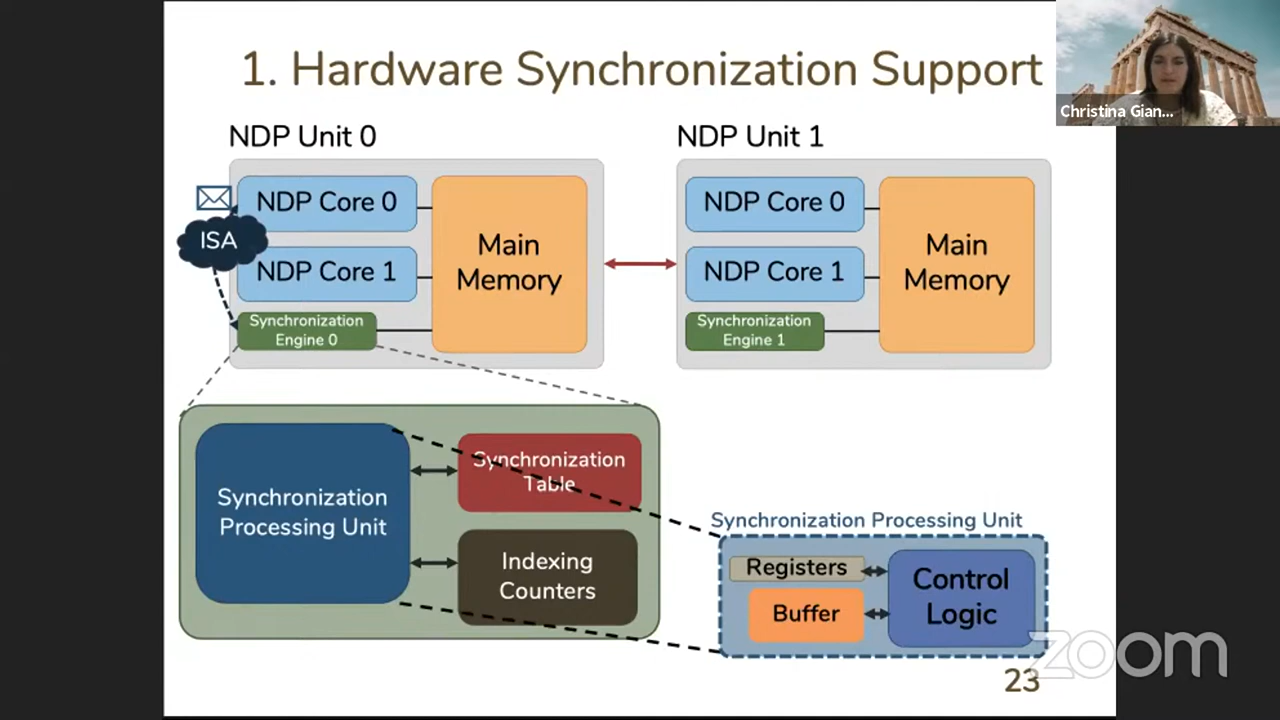 1. Hardware Synchronization Support
Christina Gian...
NDP Unit 0
NDP Unit 1
NDP Core 0
ISA
NDP Core 1
Synchronization
Engine 0
Main
Memory
NDP Core 0
NDP Core 1
Synchronization
Engine 1
Main
Memory
Synchronization
Processing Unit
Synchronization
Table
Indexing
Counters
Synchronization Processing Unit
Registers
Buffer
Control
Logic
zoom
23